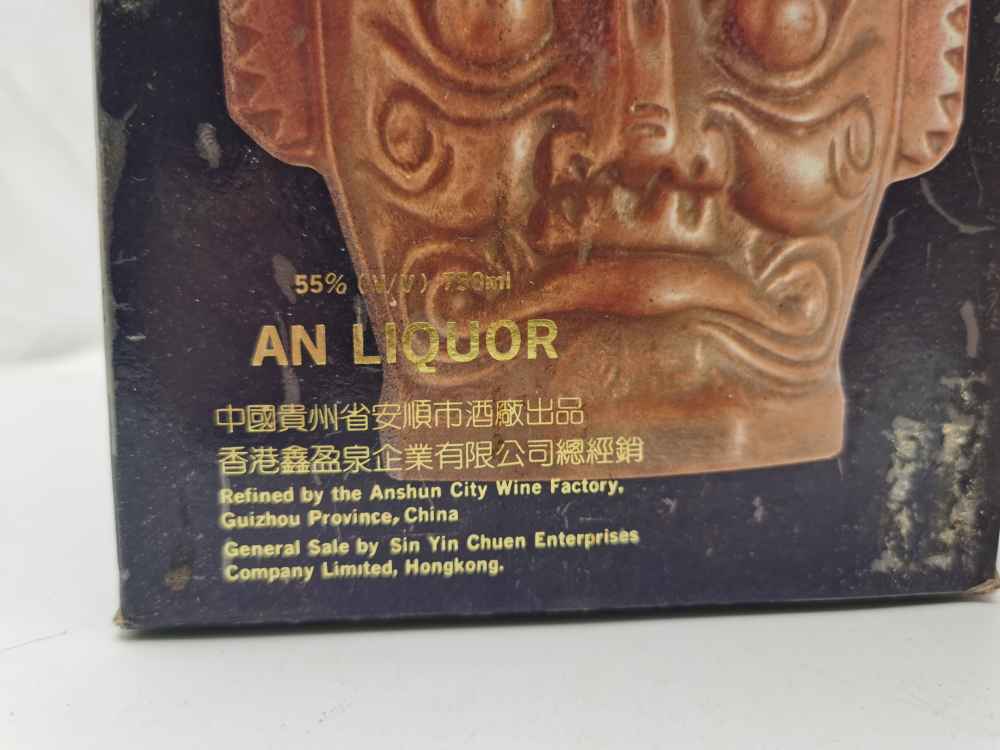 55% (V/V) 750ml
AN LIQUOR
中國貴州省安順市酒廠出品
香港鑫盈泉企業有限公司總經銷
Refined by the Anshun City Wine Factory,
Guizhou Province, China
General Sale by Sin Yin Chuen Enterprises
Company Limited, Hongkong.